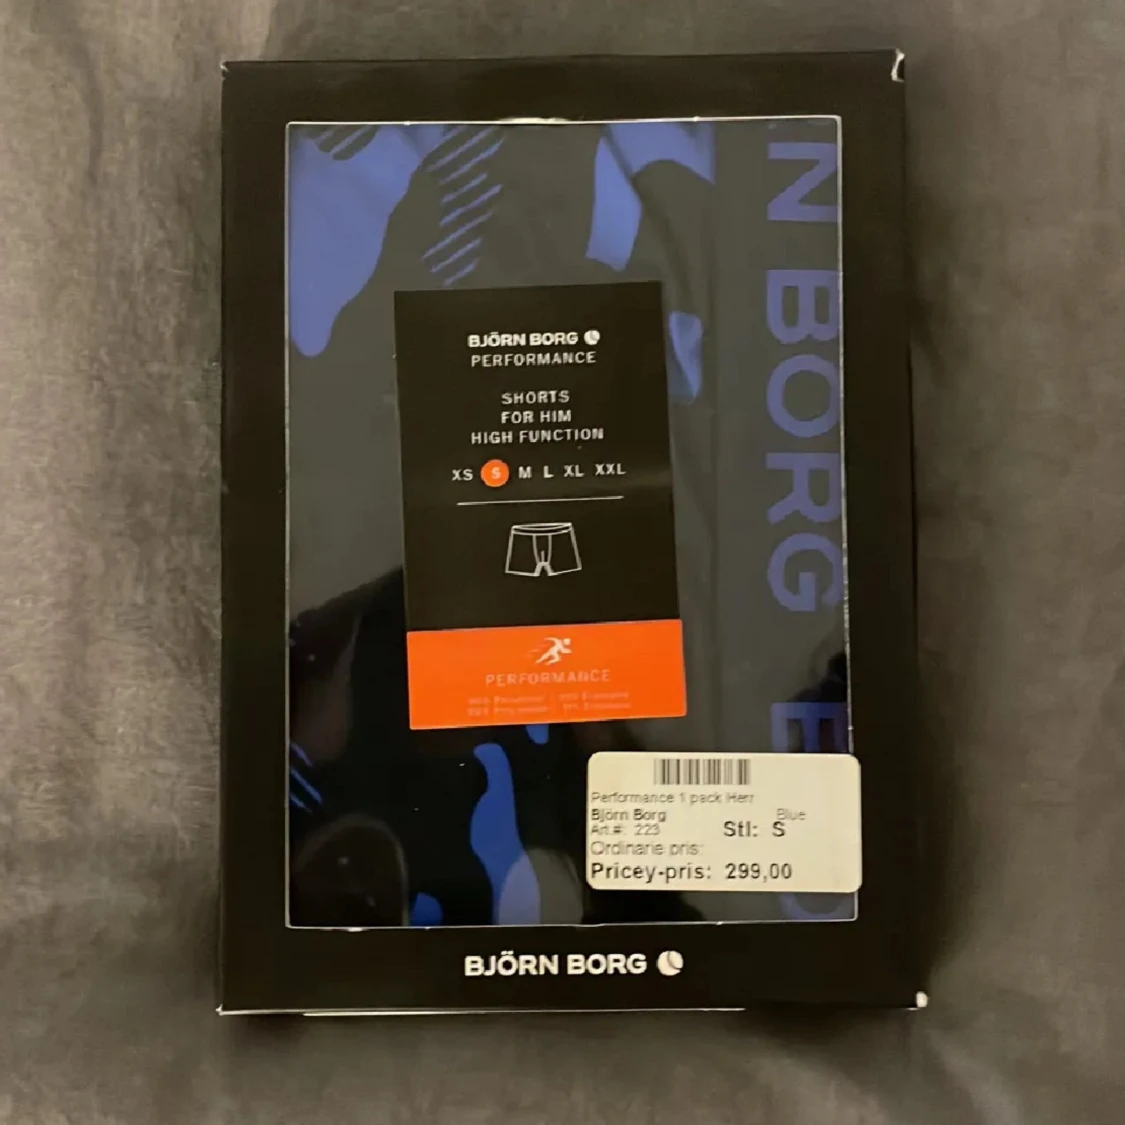 N BORG
BJÖRN BORG
PERFORMANCE
SHORTS
FOR HIM
HIGH FUNCTION
XS S M L XL XXL
PERFORMANCE
Performance 1 pack Herr
Björn Borg Blue
Art.#: 223 Stl: S
Ordinarie pris:
Pricey-pris: 299,00
BJÖRN BORG